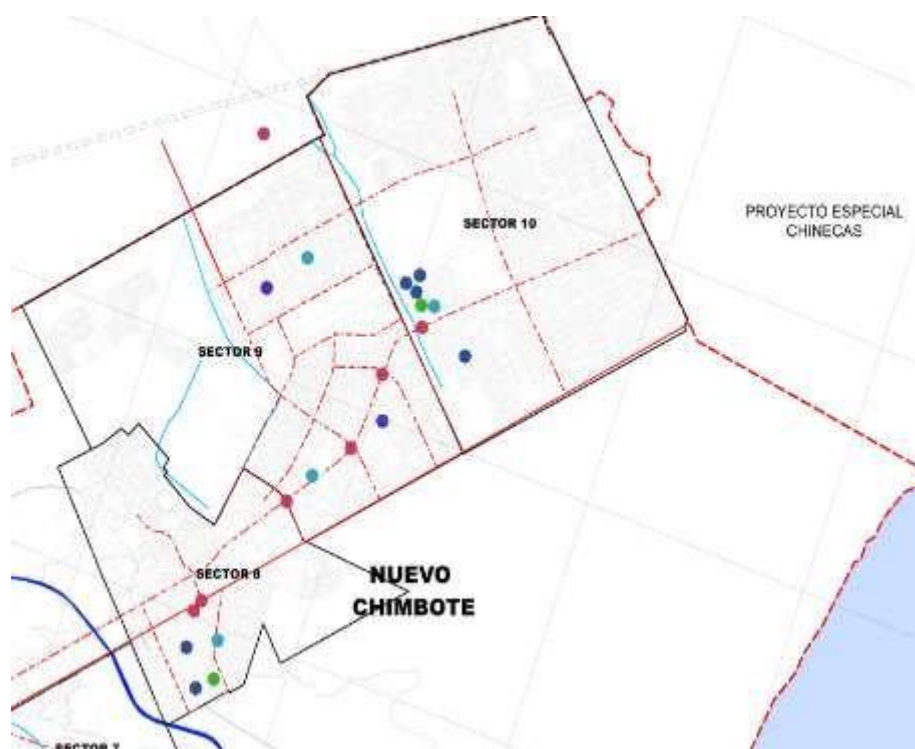 PROYECTO ESPECIAL
CHINECAS
SECTOR 10
SECTOR 9
SECTOR 8
NUEVO
CHIMBOTE
SECTOR 7